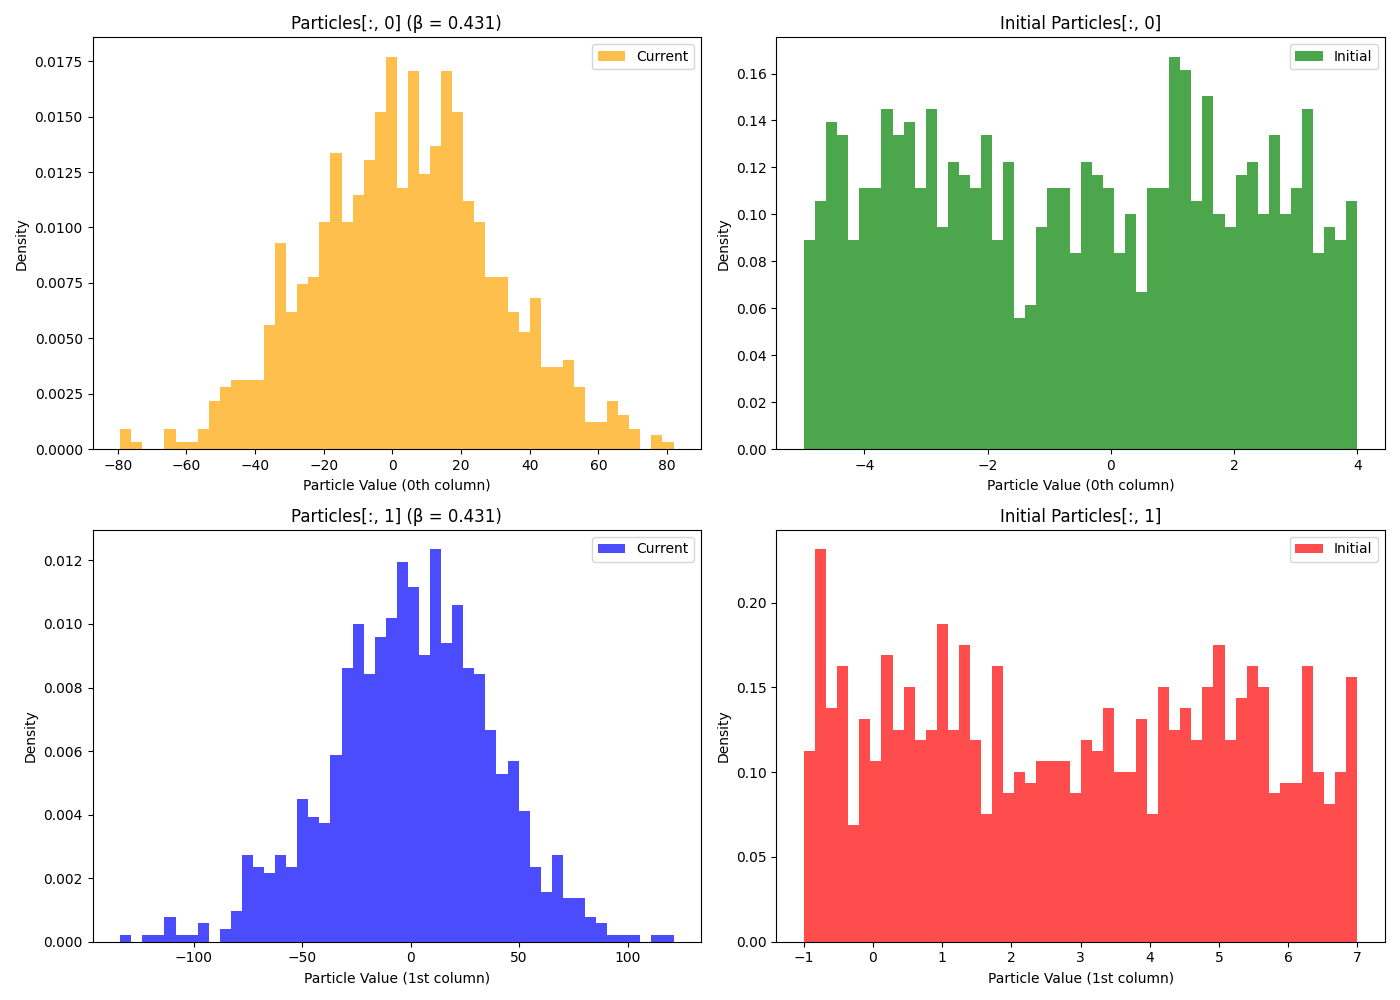 Particles[:, 0] (β = 0.431)
Current
Density
0.0175
0.0150
0.0125
0.0100
0.0075
0.0050
0.0025
0.0000
−80 −60 −40 −20 0 20 40 60 80
Particle Value (0th column)
Initial Particles[:, 0]
Initial
Density
0.16
0.14
0.12
0.10
0.08
0.06
0.04
0.02
0.00
−4 −2 0 2 4
Particle Value (0th column)
Particles[:, 1] (β = 0.431)
Current
Density
0.012
0.010
0.008
0.006
0.004
0.002
0.000
−100 −50 0 50 100
Particle Value (1st column)
Initial Particles[:, 1]
Initial
Density
0.20
0.15
0.10
0.05
0.00
−1 0 1 2 3 4 5 6 7
Particle Value (1st column)